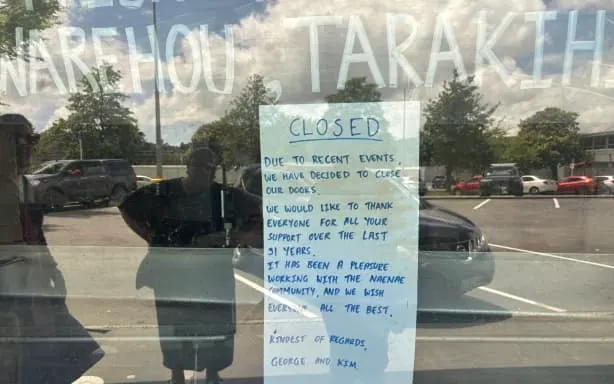 WAREHOU, TARAKIH
CLOSED
DUE TO RECENT EVENTS,
WE HAVE DECIDED TO CLOSE
OUR DOORS.
WE WOULD LIKE TO THANK
EVERYONE FOR ALL YOUR
SUPPORT OVER THE LAST
31 YEARS.
IT HAS BEEN A PLEASURE
WORKING WITH THE NAENAE
COMMUNITY, AND WE WISH
EVERYONE ALL THE BEST.
KINDEST OF REGARDS,
GEORGE AND KIM